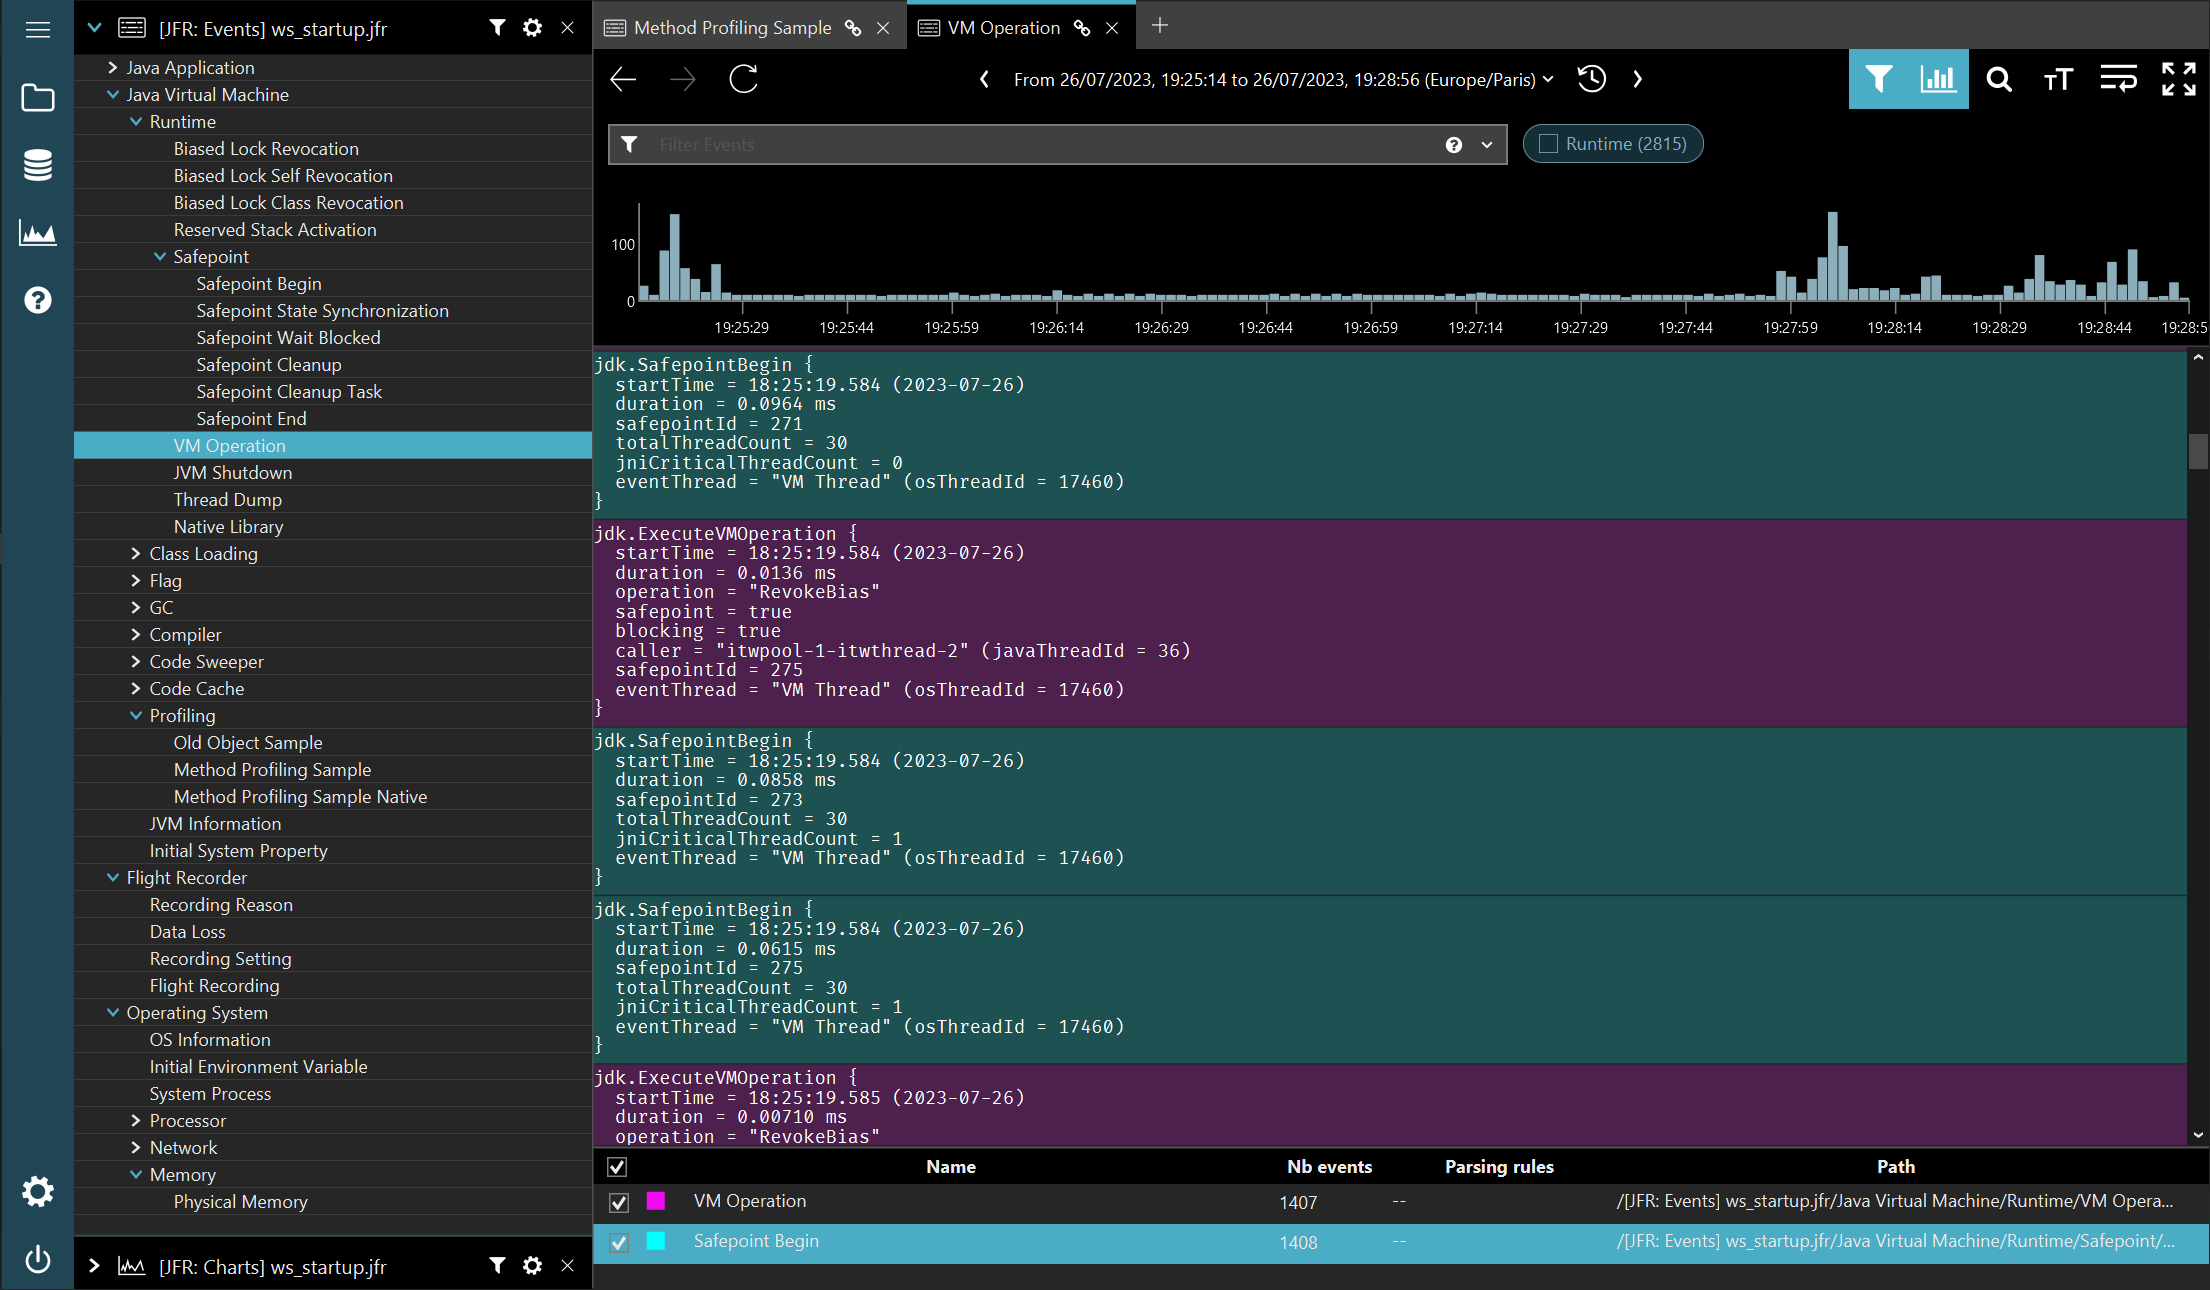 [JFR: Events] ws_startup.jfr
Java Application
Java Virtual Machine
Runtime
Biased Lock Revocation
Biased Lock Self Revocation
Biased Lock Class Revocation
Reserved Stack Activation
Safepoint
Safepoint Begin
Safepoint State Synchronization
Safepoint Wait Blocked
Safepoint Cleanup
Safepoint Cleanup Task
Safepoint End
VM Operation
JVM Shutdown
Thread Dump
Native Library
Class Loading
Flag
GC
Compiler
Code Sweeper
Code Cache
Profiling
Old Object Sample
Method Profiling Sample
Method Profiling Sample Native
JVM Information
Initial System Property
Flight Recorder
Recording Reason
Data Loss
Recording Setting
Flight Recording
Operating System
OS Information
Initial Environment Variable
System Process
Processor
Network
Memory
Physical Memory
[JFR: Charts] ws_startup.jfr
Method Profiling Sample VM Operation
From 26/07/2023, 19:25:14 to 26/07/2023, 19:28:56 (Europe/Paris) TT
Filter Events Runtime (2815)
100
0
19:25:29 19:25:44 19:25:59 19:26:14 19:26:29 19:26:44 19:26:59 19:27:14 19:27:29 19:27:44 19:27:59 19:28:14 19:28:29 19:28:44 19:28:5
jdk.SafepointBegin {
startTime = 18:25:19.584 (2023-07-26)
duration = 0.0964 ms
safepointId = 271
totalThreadCount = 30
jniCriticalThreadCount = 0
eventThread = "VM Thread" (osThreadId = 17460)
}
jdk.ExecuteVMOperation {
startTime = 18:25:19.584 (2023-07-26)
duration = 0.0136 ms
operation = "RevokeBias"
safepoint = true
blocking = true
caller = "itwpool-1-itwthread-2" (javaThreadId = 36)
safepointId = 275
eventThread = "VM Thread" (osThreadId = 17460)
}
jdk.SafepointBegin {
startTime = 18:25:19.584 (2023-07-26)
duration = 0.0858 ms
safepointId = 273
totalThreadCount = 30
jniCriticalThreadCount = 1
eventThread = "VM Thread" (osThreadId = 17460)
}
jdk.SafepointBegin {
startTime = 18:25:19.584 (2023-07-26)
duration = 0.0615 ms
safepointId = 275
totalThreadCount = 30
jniCriticalThreadCount = 1
eventThread = "VM Thread" (osThreadId = 17460)
}
jdk.ExecuteVMOperation {
startTime = 18:25:19.585 (2023-07-26)
duration = 0.00710 ms
operation = "RevokeBias"
Name Nb events Parsing rules Path
VM Operation 1407 -- /[JFR: Events] ws_startup.jfr/Java Virtual Machine/Runtime/VM Opera...
Safepoint Begin 1408 -- /[JFR: Events] ws_startup.jfr/Java Virtual Machine/Runtime/Safepoint/...